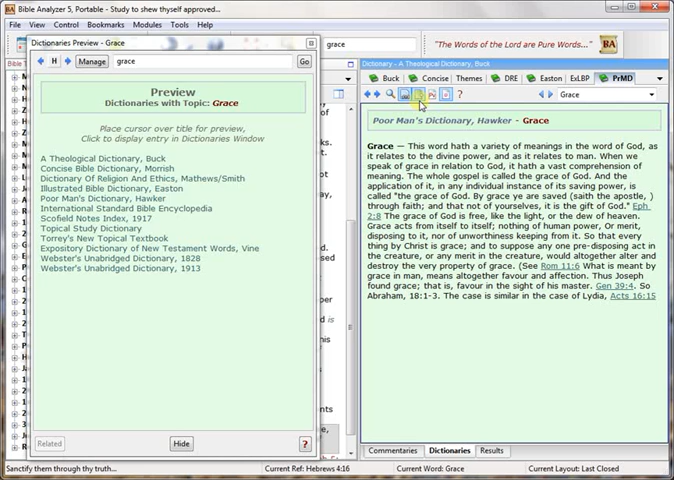 BA Bible Analyzer 5, Portable - Study to shew thyself approved...
File View Control Bookmarks Modules Tools Help
grace
"The Words of the Lord are Pure Words..." BA
Dictionaries Preview - Grace
H Manage grace Go
Preview
Dictionaries with Topic: Grace
Place cursor over title for preview,
Click to display entry in Dictionaries Window
A Theological Dictionary, Buck
Concise Bible Dictionary, Morrish
Dictionary Of Religion And Ethics, Mathews/Smith
Illustrated Bible Dictionary, Easton
Poor Man's Dictionary, Hawker
International Standard Bible Encyclopedia
Scofield Notes Index, 1917
Topical Study Dictionary
Torrey's New Topical Textbook
Expository Dictionary of New Testament Words, Vine
Webster's Unabridged Dictionary, 1828
Webster's Unabridged Dictionary, 1913
Related Hide ?
Dictionary - A Theological Dictionary, Buck
Buck Concise Themes DRE Easton ExLBP PrMD
? Grace
Poor Man's Dictionary, Hawker - Grace
Grace — This word hath a variety of meanings in the word of God, as
it relates to the divine power, and as it relates to man. When we
speak of grace in relation to God, it hath a vast comprehension of
meaning. The whole gospel is called the grace of God. And the
application of it, in any individual instance of its saving power, is
called "the grace of God. By grace ye are saved (saith the apostle, )
through faith; and that not of yourselves, it is the gift of God." Eph
2:8 The grace of God is free, like the light, or the dew of heaven.
Grace acts from itself to itself; nothing of human power, Or merit,
disposing to it, nor of unworthiness keeping from it. So that every
thing by Christ is grace; and to suppose any one pre-disposing act in
the creature, or any merit in the creature, would altogether alter and
destroy the very property of grace. (See Rom 11:6 What is meant by
grace in man, means altogether favour and affection. Thus Joseph
found grace; that is, favour in the sight of his master. Gen 39:4. So
Abraham, 18:1-3. The case is similar in the case of Lydia, Acts 16:15
Commentaries Dictionaries Results
Sanctify them through thy truth... Current Ref: Hebrews 4:16 Current Word: Grace Current Layout: Last Closed